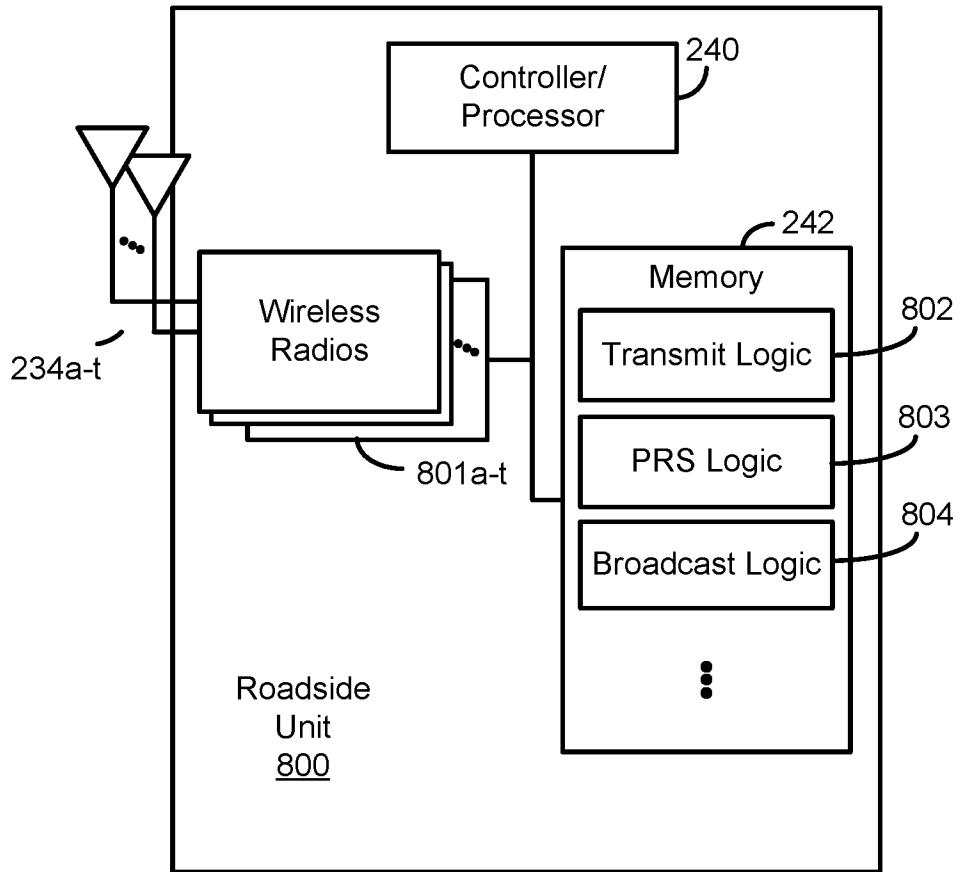 240
Controller/
Processor
242
Memory
802
Transmit Logic
Wireless
Radios
234a-t
803
PRS Logic
801a-t
804
Broadcast Logic
Roadside
Unit
800